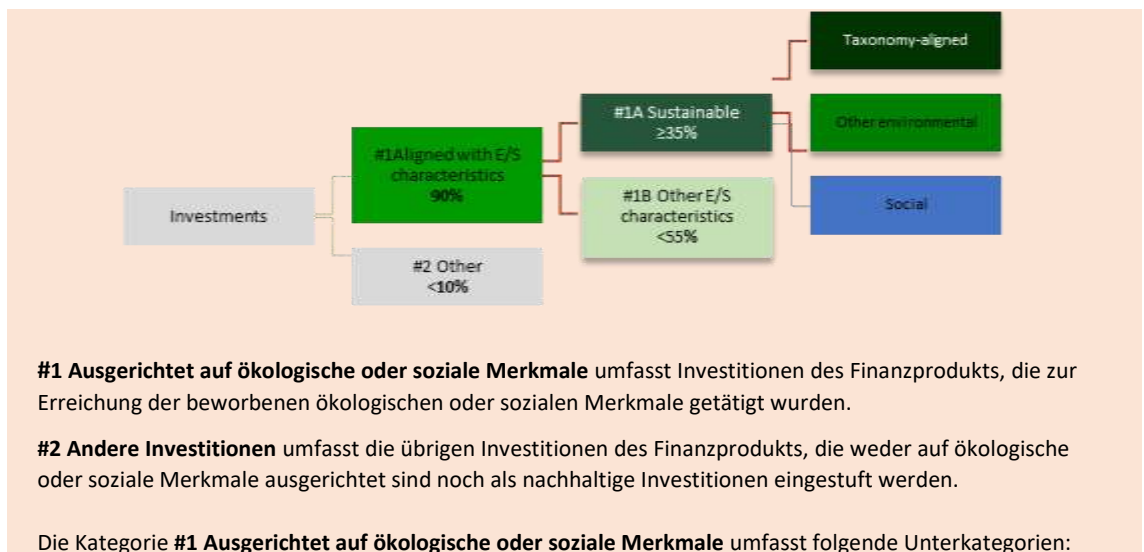 Taxonomy-aligned
#1A Sustainable
≥35%
Other environmental
#1Aligned with E/S
characteristics
90%
#1B Other E/S
characteristics
<55%
Social
Investments
#2 Other
<10%
#1 Ausgerichtet auf ökologische oder soziale Merkmale umfasst Investitionen des Finanzprodukts, die zur
Erreichung der beworbenen ökologischen oder sozialen Merkmale getätigt wurden.
#2 Andere Investitionen umfasst die übrigen Investitionen des Finanzprodukts, die weder auf ökologische
oder soziale Merkmale ausgerichtet sind noch als nachhaltige Investitionen eingestuft werden.
Die Kategorie #1 Ausgerichtet auf ökologische oder soziale Merkmale umfasst folgende Unterkategorien: